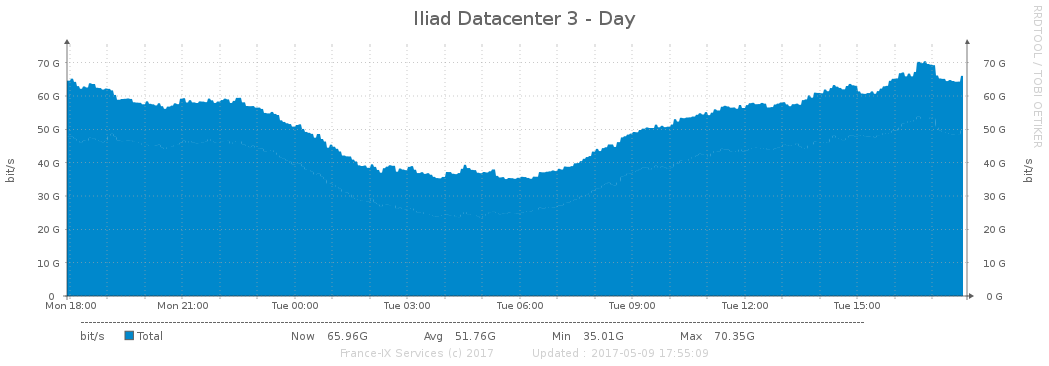 Iliad Datacenter 3 - Day
RRDTOOL / TOBI OETIKER
bit/s
70 G
60 G
50 G
40 G
30 G
20 G
10 G
0
70 G
60 G
50 G
40 G
30 G
20 G
10 G
0 G
bit/s
Mon 18:00 Mon 21:00 Tue 00:00 Tue 03:00 Tue 06:00 Tue 09:00 Tue 12:00 Tue 15:00
bit/s Total Now 65.96G Avg 51.76G Min 35.01G Max 70.35G
France-IX Services (c) 2017 Updated : 2017-05-09 17:55:09